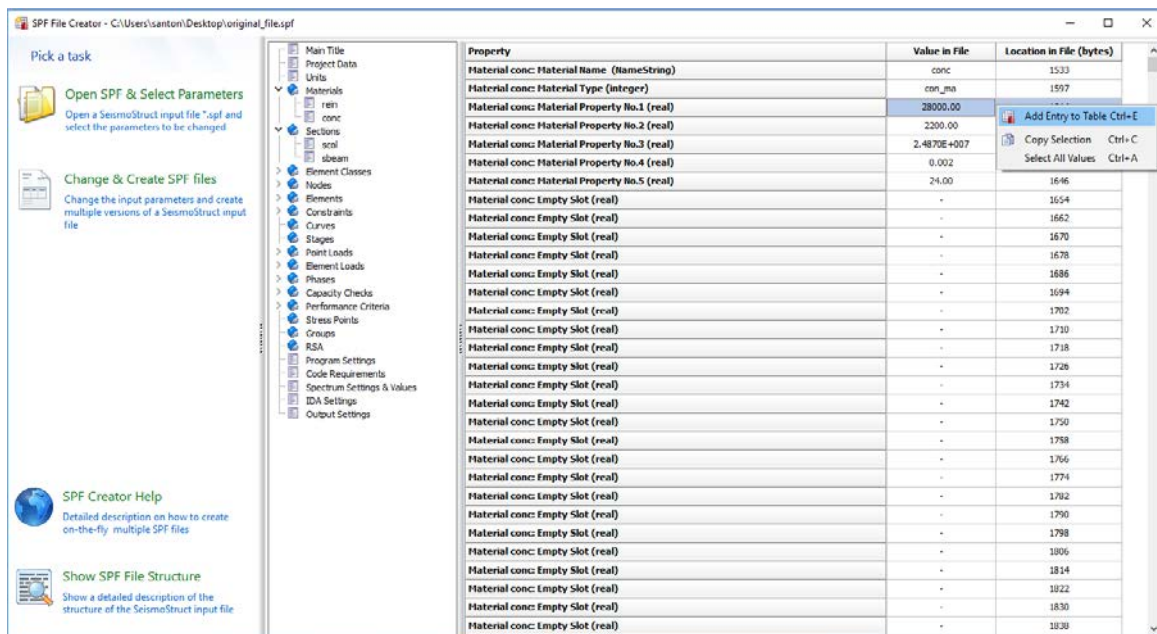 SPF File Creator - C:\Users\santon\Desktop\original_file.spf
Pick a task
Open SPF & Select Parameters
Open a SeismoStruct input file *.spf and
select the parameters to be changed
Change & Create SPF files
Change the input parameters and create
multiple versions of a SeismoStruct input
file
SPF Creator Help
Detailed description on how to create
on-the-fly multiple SPF files
Show SPF File Structure
Show a detailed description of the
structure of the SeismoStruct input file
Main Title
Project Data
Units
Materials
rein
conc
Sections
scol
sbeam
Element Classes
Nodes
Elements
Constraints
Curves
Stages
Point Loads
Element Loads
Phases
Capacity Checks
Performance Criteria
Stress Points
Groups
RSA
Program Settings
Code Requirements
Spectrum Settings & Values
IDA Settings
Output Settings
Property Value in File Location in File (bytes)
Material conc: Material Name (NameString) conc 1533
Material conc: Material Type (integer) con_ma 1597
Material conc: Material Property No.1 (real) 28000.00
Material conc: Material Property No.2 (real) 2200.00
Material conc: Material Property No.3 (real) 2.4870E+007
Material conc: Material Property No.4 (real) 0.002
Material conc: Material Property No.5 (real) 24.00 1646
Material conc: Empty Slot (real) - 1654
Material conc: Empty Slot (real) - 1662
Material conc: Empty Slot (real) - 1670
Material conc: Empty Slot (real) - 1678
Material conc: Empty Slot (real) - 1686
Material conc: Empty Slot (real) - 1694
Material conc: Empty Slot (real) - 1702
Material conc: Empty Slot (real) - 1710
Material conc: Empty Slot (real) - 1718
Material conc: Empty Slot (real) - 1726
Material conc: Empty Slot (real) - 1734
Material conc: Empty Slot (real) - 1742
Material conc: Empty Slot (real) - 1750
Material conc: Empty Slot (real) - 1758
Material conc: Empty Slot (real) - 1766
Material conc: Empty Slot (real) - 1774
Material conc: Empty Slot (real) - 1782
Material conc: Empty Slot (real) - 1790
Material conc: Empty Slot (real) - 1798
Material conc: Empty Slot (real) - 1806
Material conc: Empty Slot (real) - 1814
Material conc: Empty Slot (real) - 1822
Material conc: Empty Slot (real) - 1830
Material conc: Empty Slot (real) - 1838
Add Entry to Table Ctrl+E
Copy Selection Ctrl+C
Select All Values Ctrl+A